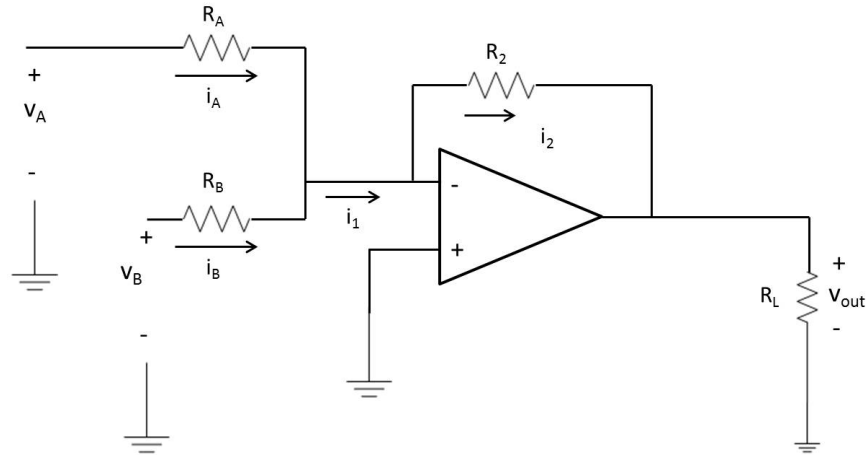 R_A
+
i_A
v_A
-
R_B
+
i_B
v_B
-
i_1
R_2
i_2
-
+
R_L
+
v_out
-